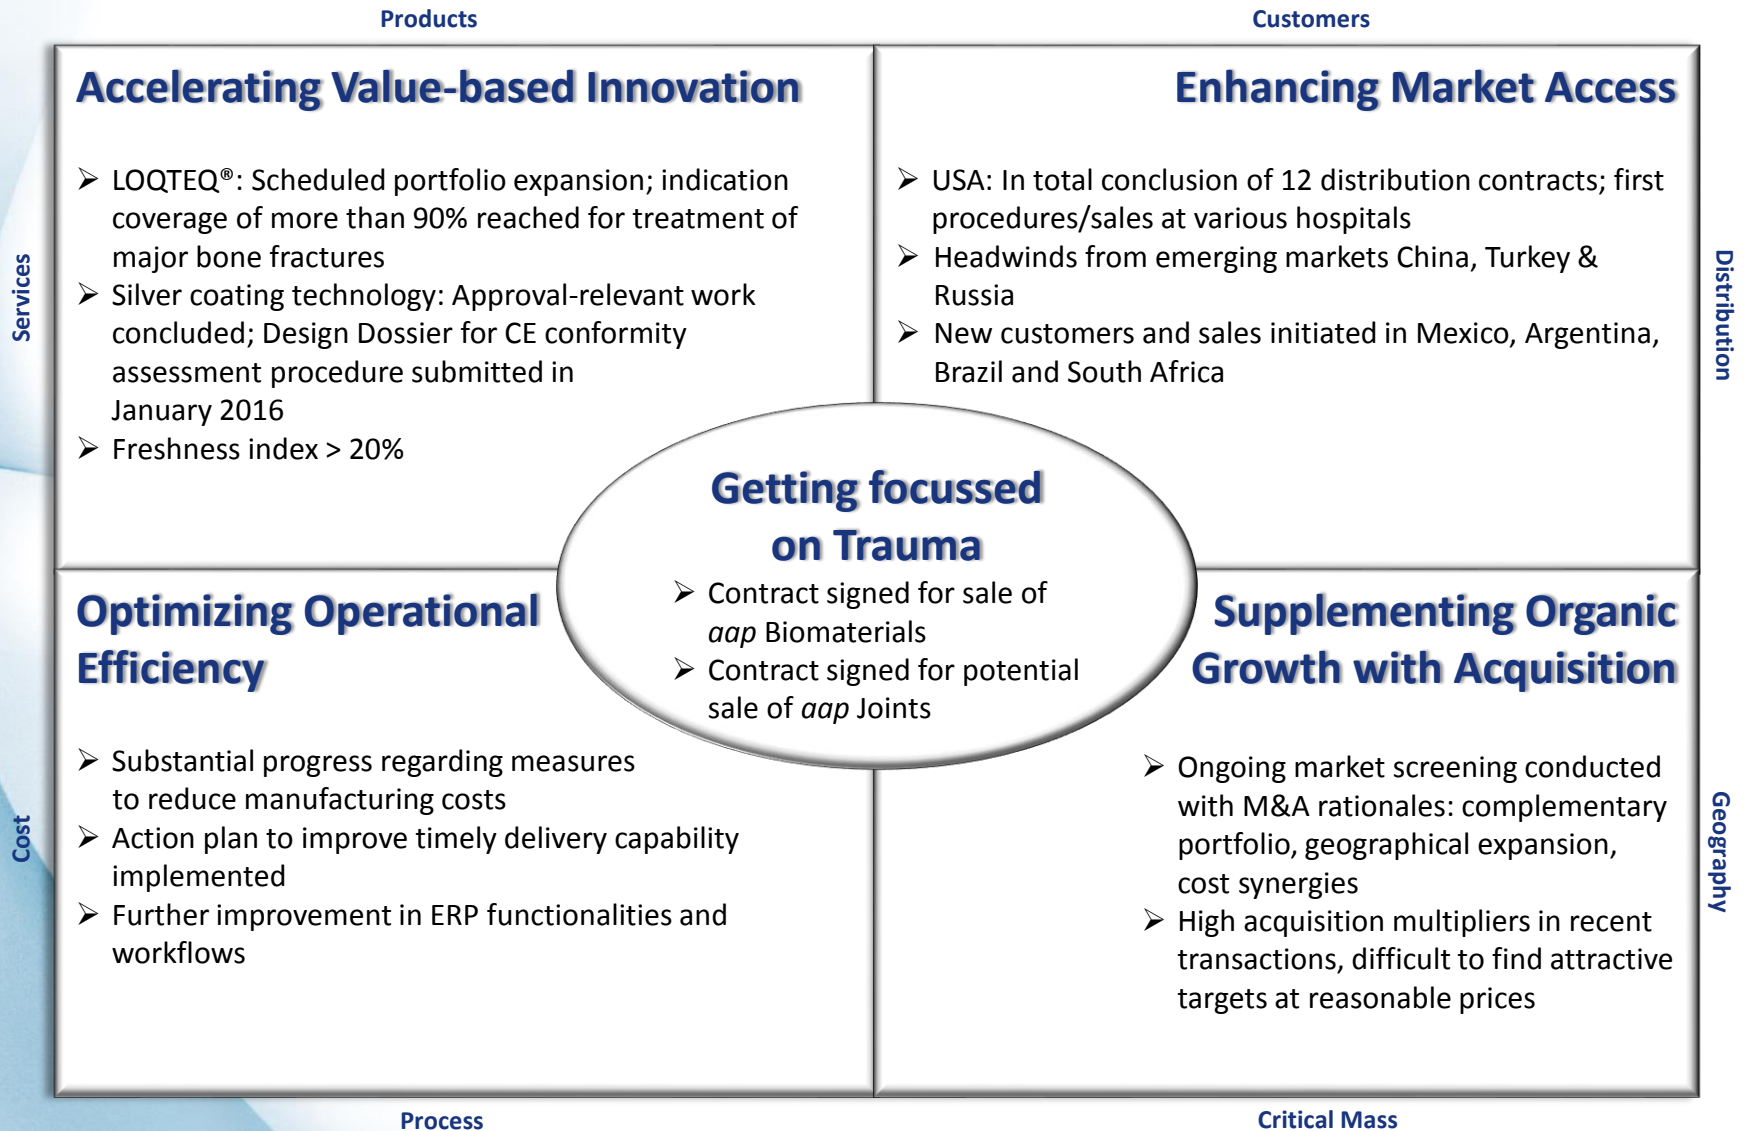 Products
Customers
Services
Accelerating Value-based Innovation
➢ LOQTEQ®: Scheduled portfolio expansion; indication
coverage of more than 90% reached for treatment of
major bone fractures
➢ Silver coating technology: Approval-relevant work
concluded; Design Dossier for CE conformity
assessment procedure submitted in
January 2016
➢ Freshness index > 20%
Enhancing Market Access
➢ USA: In total conclusion of 12 distribution contracts; first
procedures/sales at various hospitals
➢ Headwinds from emerging markets China, Turkey &
Russia
➢ New customers and sales initiated in Mexico, Argentina,
Brazil and South Africa
Distribution
Getting focussed
on Trauma
➢ Contract signed for sale of
aap Biomaterials
➢ Contract signed for potential
sale of aap Joints
Cost
Optimizing Operational
Efficiency
➢ Substantial progress regarding measures
to reduce manufacturing costs
➢ Action plan to improve timely delivery capability
implemented
➢ Further improvement in ERP functionalities and
workflows
Supplementing Organic
Growth with Acquisition
➢ Ongoing market screening conducted
with M&A rationales: complementary
portfolio, geographical expansion,
cost synergies
➢ High acquisition multipliers in recent
transactions, difficult to find attractive
targets at reasonable prices
Geography
Process
Critical Mass